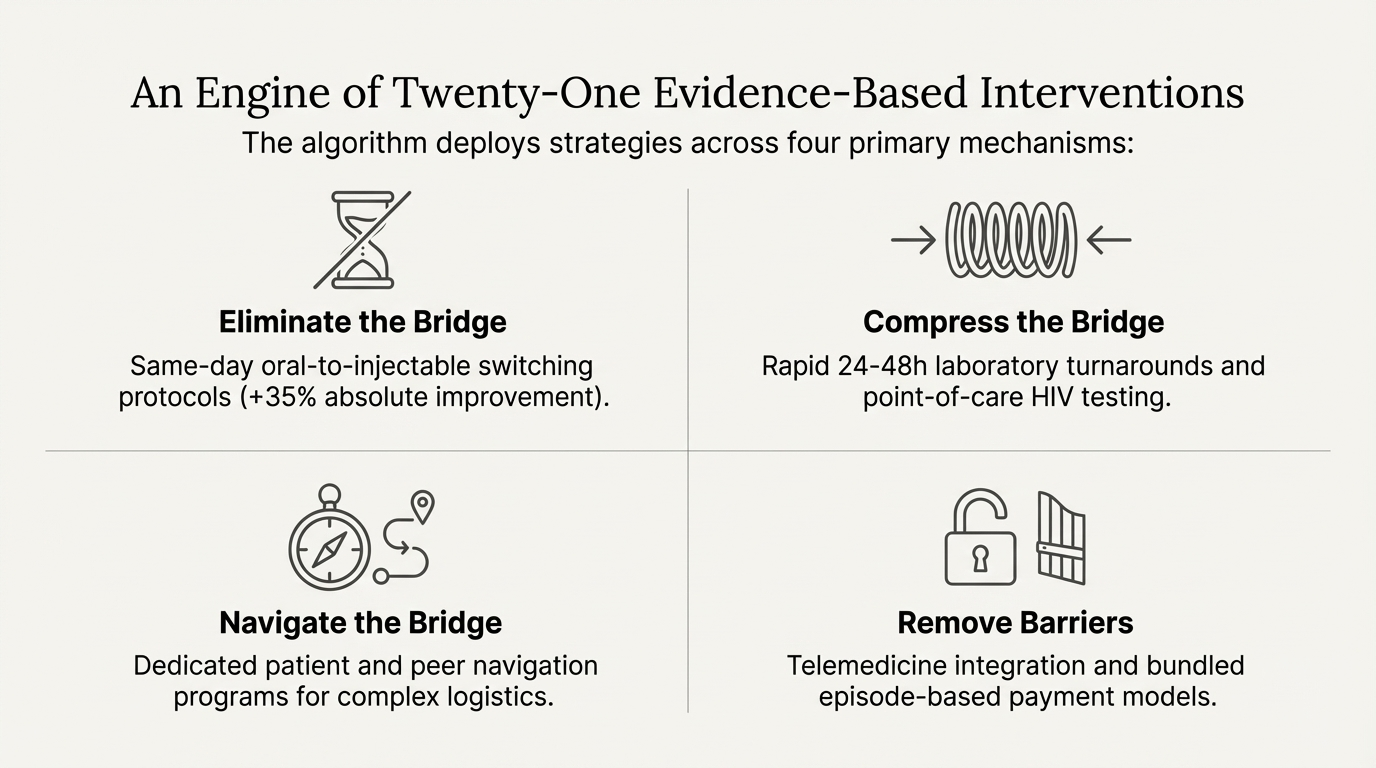 An Engine of Twenty-One Evidence-Based Interventions
The algorithm deploys strategies across four primary mechanisms:
Eliminate the Bridge
Same-day oral-to-injectable switching
protocols (+35% absolute improvement).
Compress the Bridge
Rapid 24-48h laboratory turnarounds and
point-of-care HIV testing.
Navigate the Bridge
Dedicated patient and peer navigation
programs for complex logistics.
Remove Barriers
Telemedicine integration and bundled
episode-based payment models.